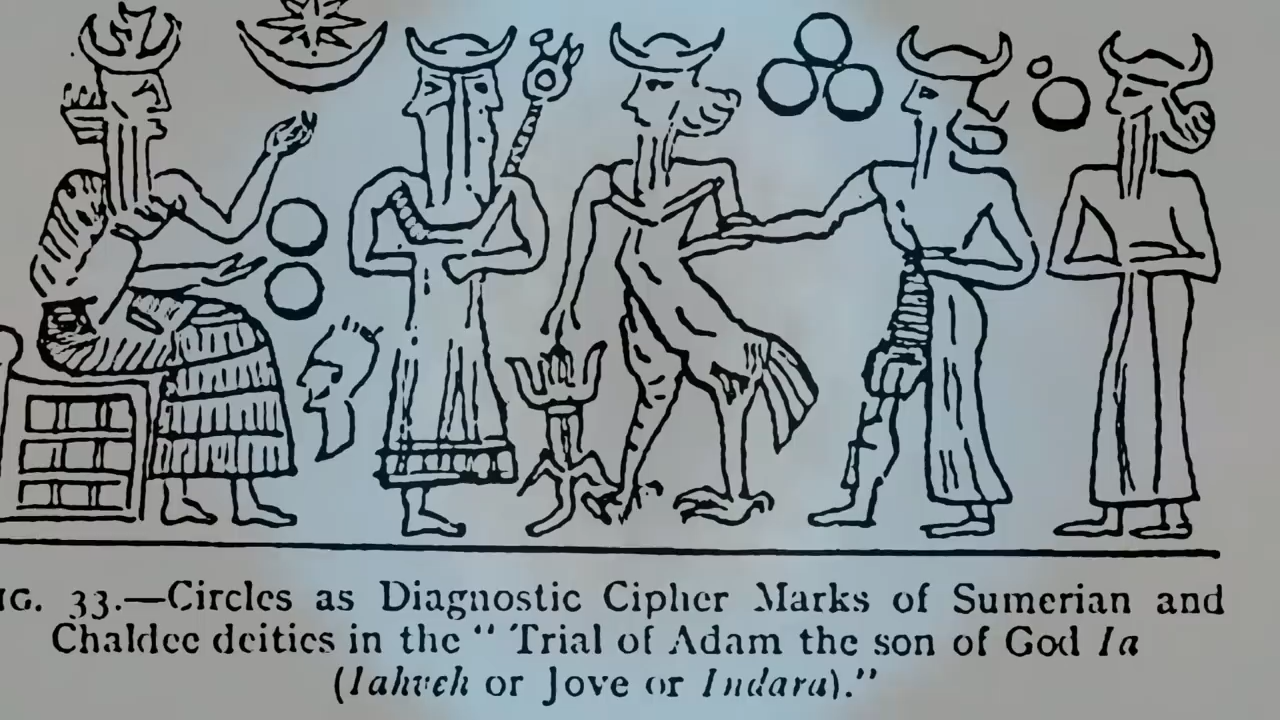 IG. 33.—Circles as Diagnostic Cipher Marks of Sumerian and
Chaldee deities in the “ Trial of Adam the son of God Ia
(Iahveh or Jove or Indara).”